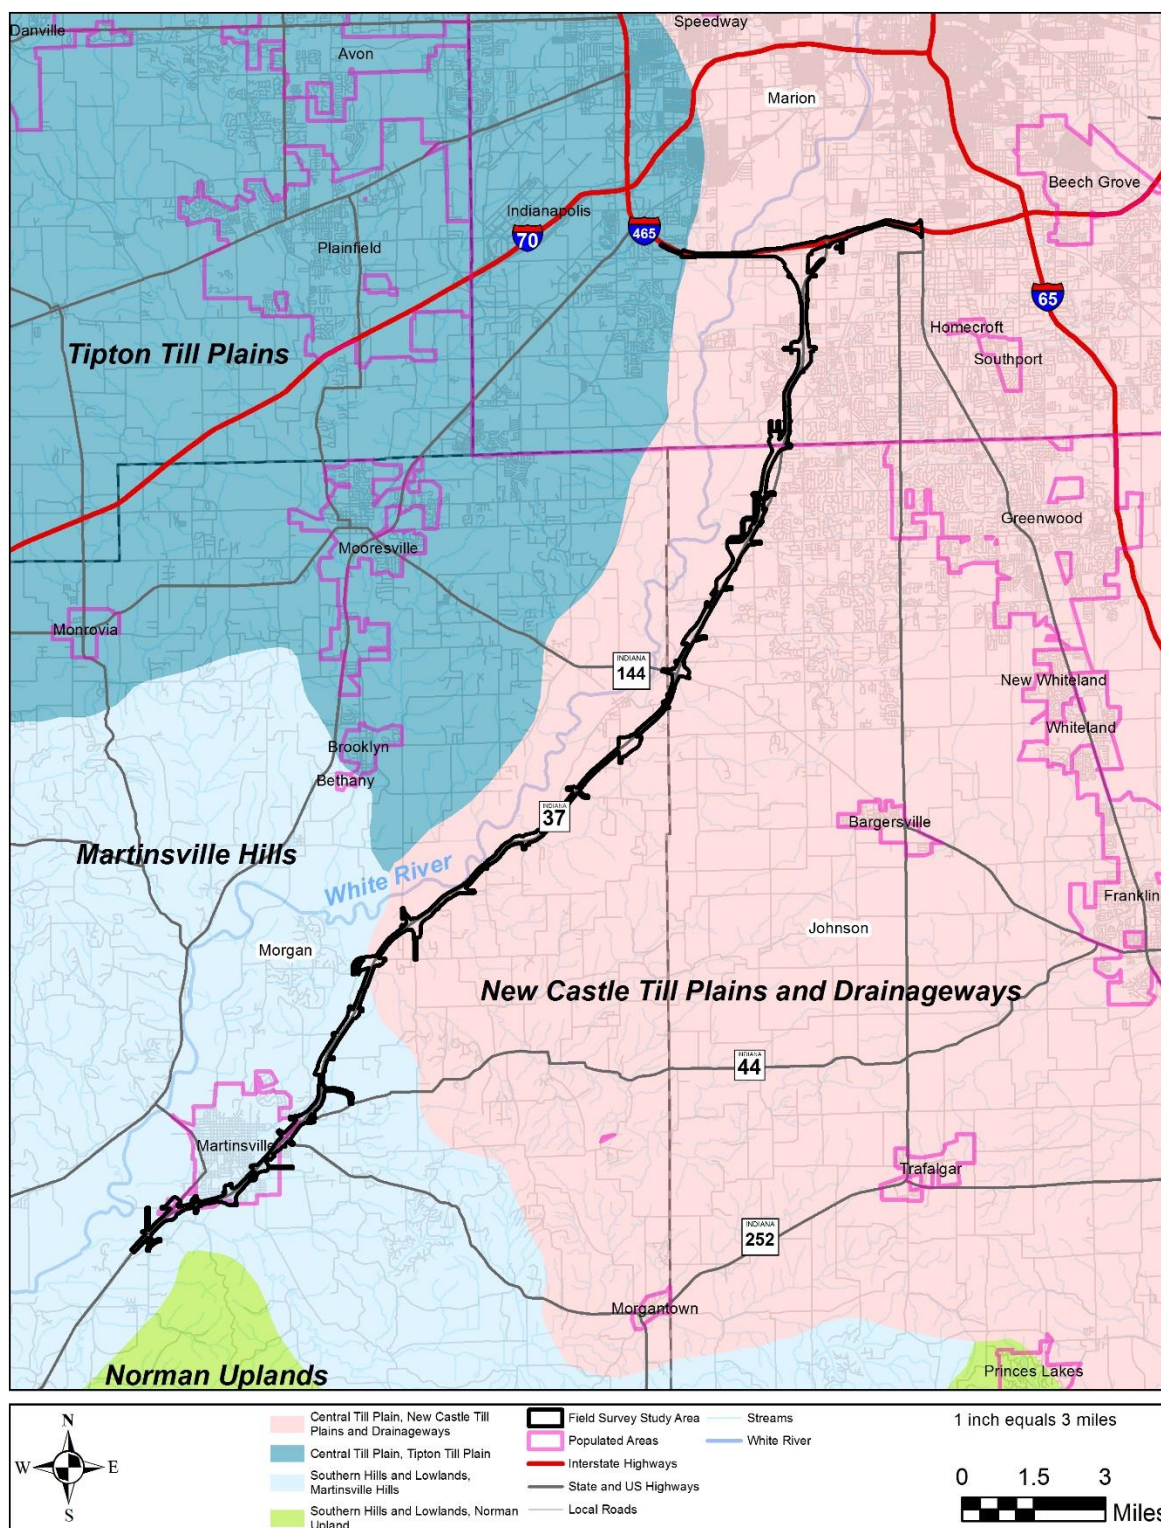 Speedway
Danville
Avon
Marion
Beech Grove
Indianapolis
70
465
Plainfield
65
Homecroft
Southport
Tipton Till Plains
Greenwood
Mooresville
Monrovia
INDIANA
144
New Whiteland
Whiteland
Brooklyn
Bethany
INDIANA
37
Bargersville
Martinsville Hills
White River
Franklin
Morgan
Johnson
New Castle Till Plains and Drainageways
INDIANA
44
Martinsville
Trafalgar
INDIANA
252
Morgantown
Norman Uplands
Princes Lakes
N
W
E
S
Central Till Plain, New Castle Till
Plains and Drainageways
Central Till Plain, Tipton Till Plain
Southern Hills and Lowlands,
Martinsville Hills
Southern Hills and Lowlands, Norman
Upland
Field Survey Study Area
Populated Areas
Interstate Highways
State and US Highways
Local Roads
Streams
White River
1 inch equals 3 miles
0 1.5 3
Miles